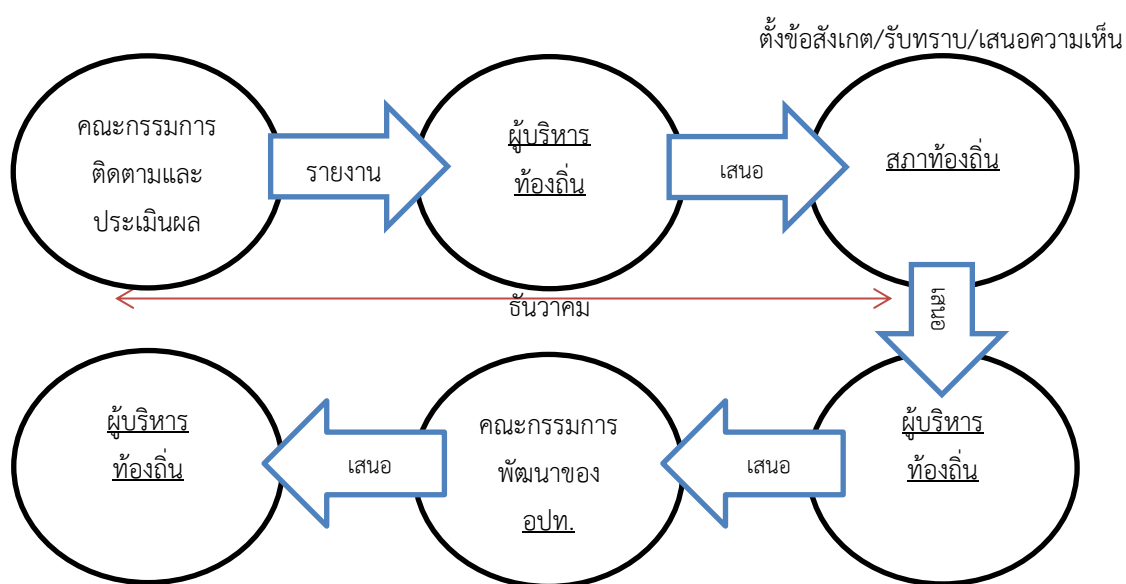 ตั้งข้อสังเกต/รับทราบ/เสนอความเห็น
คณะกรรมการ
ติดตามและ
ประเมินผล
รายงาน
ผู้บริหาร
ท้องถิ่น
เสนอ
สภาท้องถิ่น
ธันวาคม
เสนอ
ผู้บริหาร
ท้องถิ่น
เสนอ
คณะกรรมการ
พัฒนาของ
อปท.
เสนอ
ผู้บริหาร
ท้องถิ่น